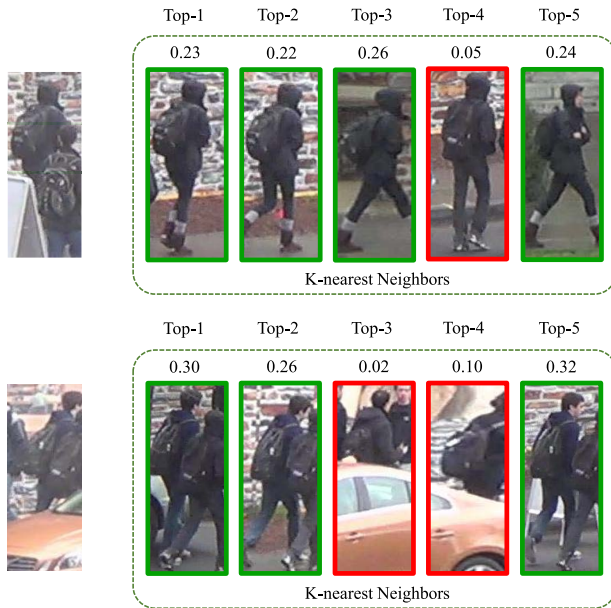 Top-1 Top-2 Top-3 Top-4 Top-5
0.23 0.22 0.26 0.05 0.24
K-nearest Neighbors
Top-1 Top-2 Top-3 Top-4 Top-5
0.30 0.26 0.02 0.10 0.32
K-nearest Neighbors